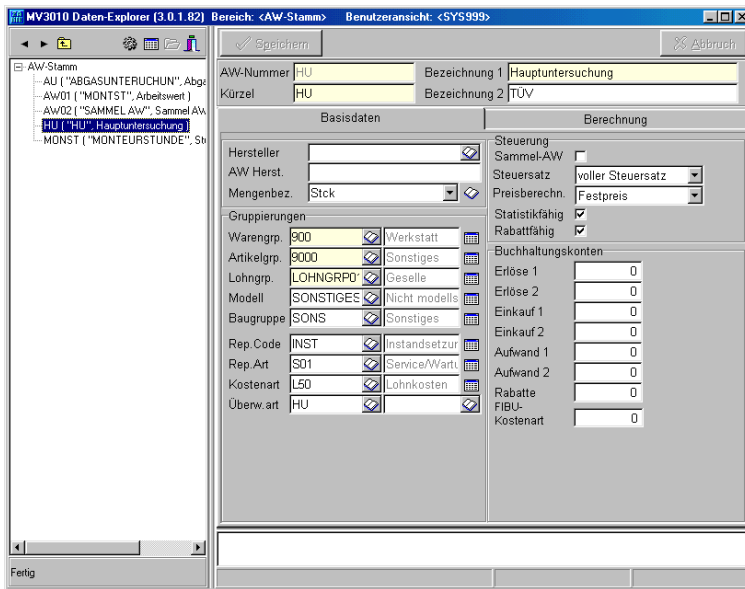 MV3010 Daten-Explorer (3.0.1.82) Bereich: <AW-Stamm> Benutzeransicht: <SYS999>
Speichern Abbruch
AW-Stamm
AU ( "ABGASUNTERUCHUN", Abga
AW01 ( "MONTST", Arbeitswert )
AW02 ( "SAMMEL AW", Sammel AW
HU ( "HU", Hauptuntersuchung )
MONST ( "MONTEURSTUNDE", Stu
AW-Nummer HU Bezeichnung 1 Hauptuntersuchung
Kürzel HU Bezeichnung 2 TÜV
Basisdaten Berechnung
Hersteller
AW Herst.
Mengenbez. Stck
Gruppierungen
Warengrp. 900 Werkstatt
Artikelgrp. 9000 Sonstiges
Lohngrp. LOHNGRP0 Geselle
Modell SONSTIGES Nicht modells
Baugruppe SONS Sonstiges
Rep.Code INST Instandsetzur
Rep.Art S01 Service/Wartu
Kostenart L50 Lohnkosten
Überw.art HU
Steuerung
Sammel-AW
Steuersatz voller Steuersatz
Preisberechn. Festpreis
Statistikfähig
Rabattfähig
Buchhaltungskonten
Erlöse 1 0
Erlöse 2 0
Einkauf 1 0
Einkauf 2 0
Aufwand 1 0
Aufwand 2 0
Rabatte 0
FIBU-
Kostenart 0
Fertig